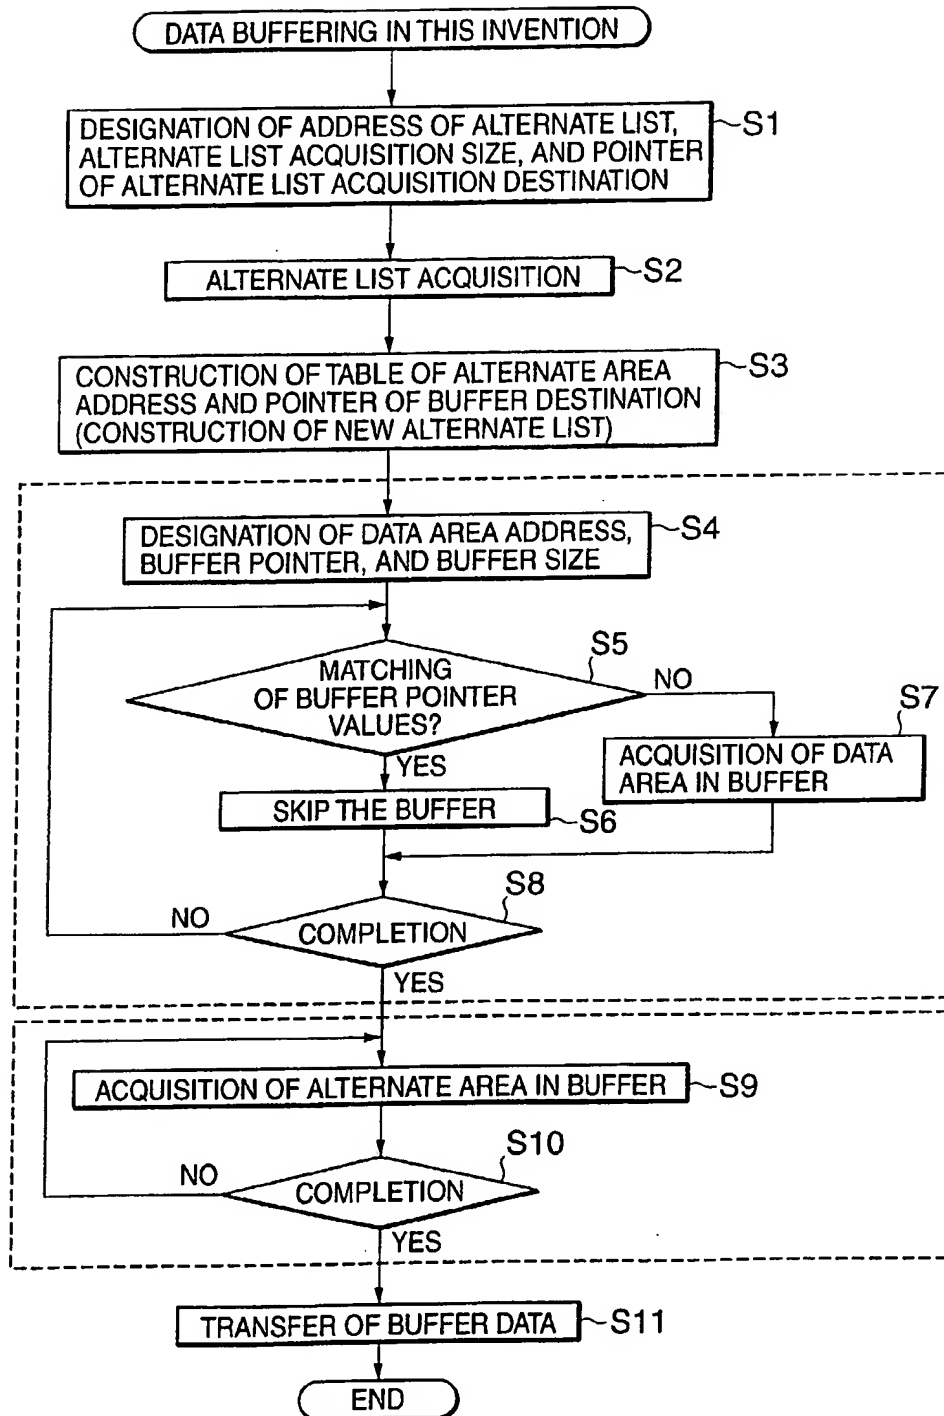 DATA BUFFERING IN THIS INVENTION
DESIGNATION OF ADDRESS OF ALTERNATE LIST,
ALTERNATE LIST ACQUISITION SIZE, AND POINTER
OF ALTERNATE LIST ACQUISITION DESTINATION
S1
ALTERNATE LIST ACQUISITION
S2
CONSTRUCTION OF TABLE OF ALTERNATE AREA
ADDRESS AND POINTER OF BUFFER DESTINATION
(CONSTRUCTION OF NEW ALTERNATE LIST)
S3
DESIGNATION OF DATA AREA ADDRESS,
BUFFER POINTER, AND BUFFER SIZE
S4
MATCHING
OF BUFFER POINTER
VALUES?
S5
NO
S7
ACQUISITION OF DATA
AREA IN BUFFER
YES
SKIP THE BUFFER
S6
S8
NO
COMPLETION
YES
ACQUISITION OF ALTERNATE AREA IN BUFFER
S9
S10
NO
COMPLETION
YES
TRANSFER OF BUFFER DATA
S11
END